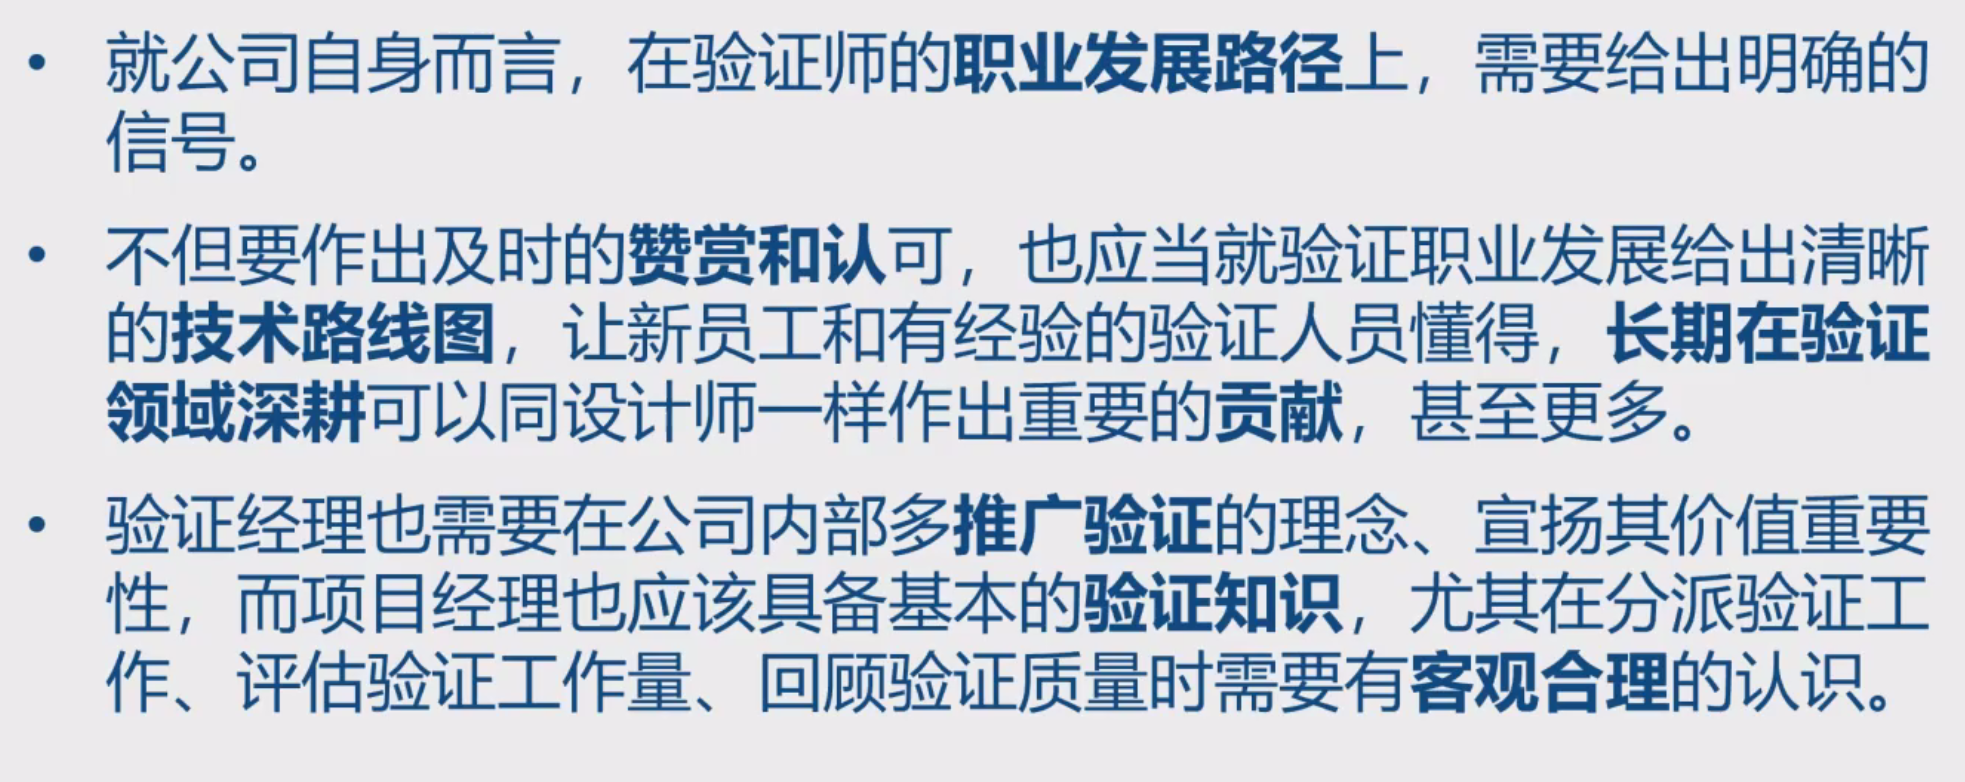 • 就公司自身而言，在验证师的职业发展路径上，需要给出明确的
信号。
• 不但要作出及时的赞赏和认可，也应当就验证职业发展给出清晰
的技术路线图，让新员工和有经验的验证人员懂得，长期在验证
领域深耕可以同设计师一样作出重要的贡献，甚至更多。
• 验证经理也需要在公司内部多推广验证的理念、宣扬其价值重要
性，而项目经理也应该具备基本的验证知识，尤其在分派验证工
作、评估验证工作量、回顾验证质量时需要有客观合理的认识。